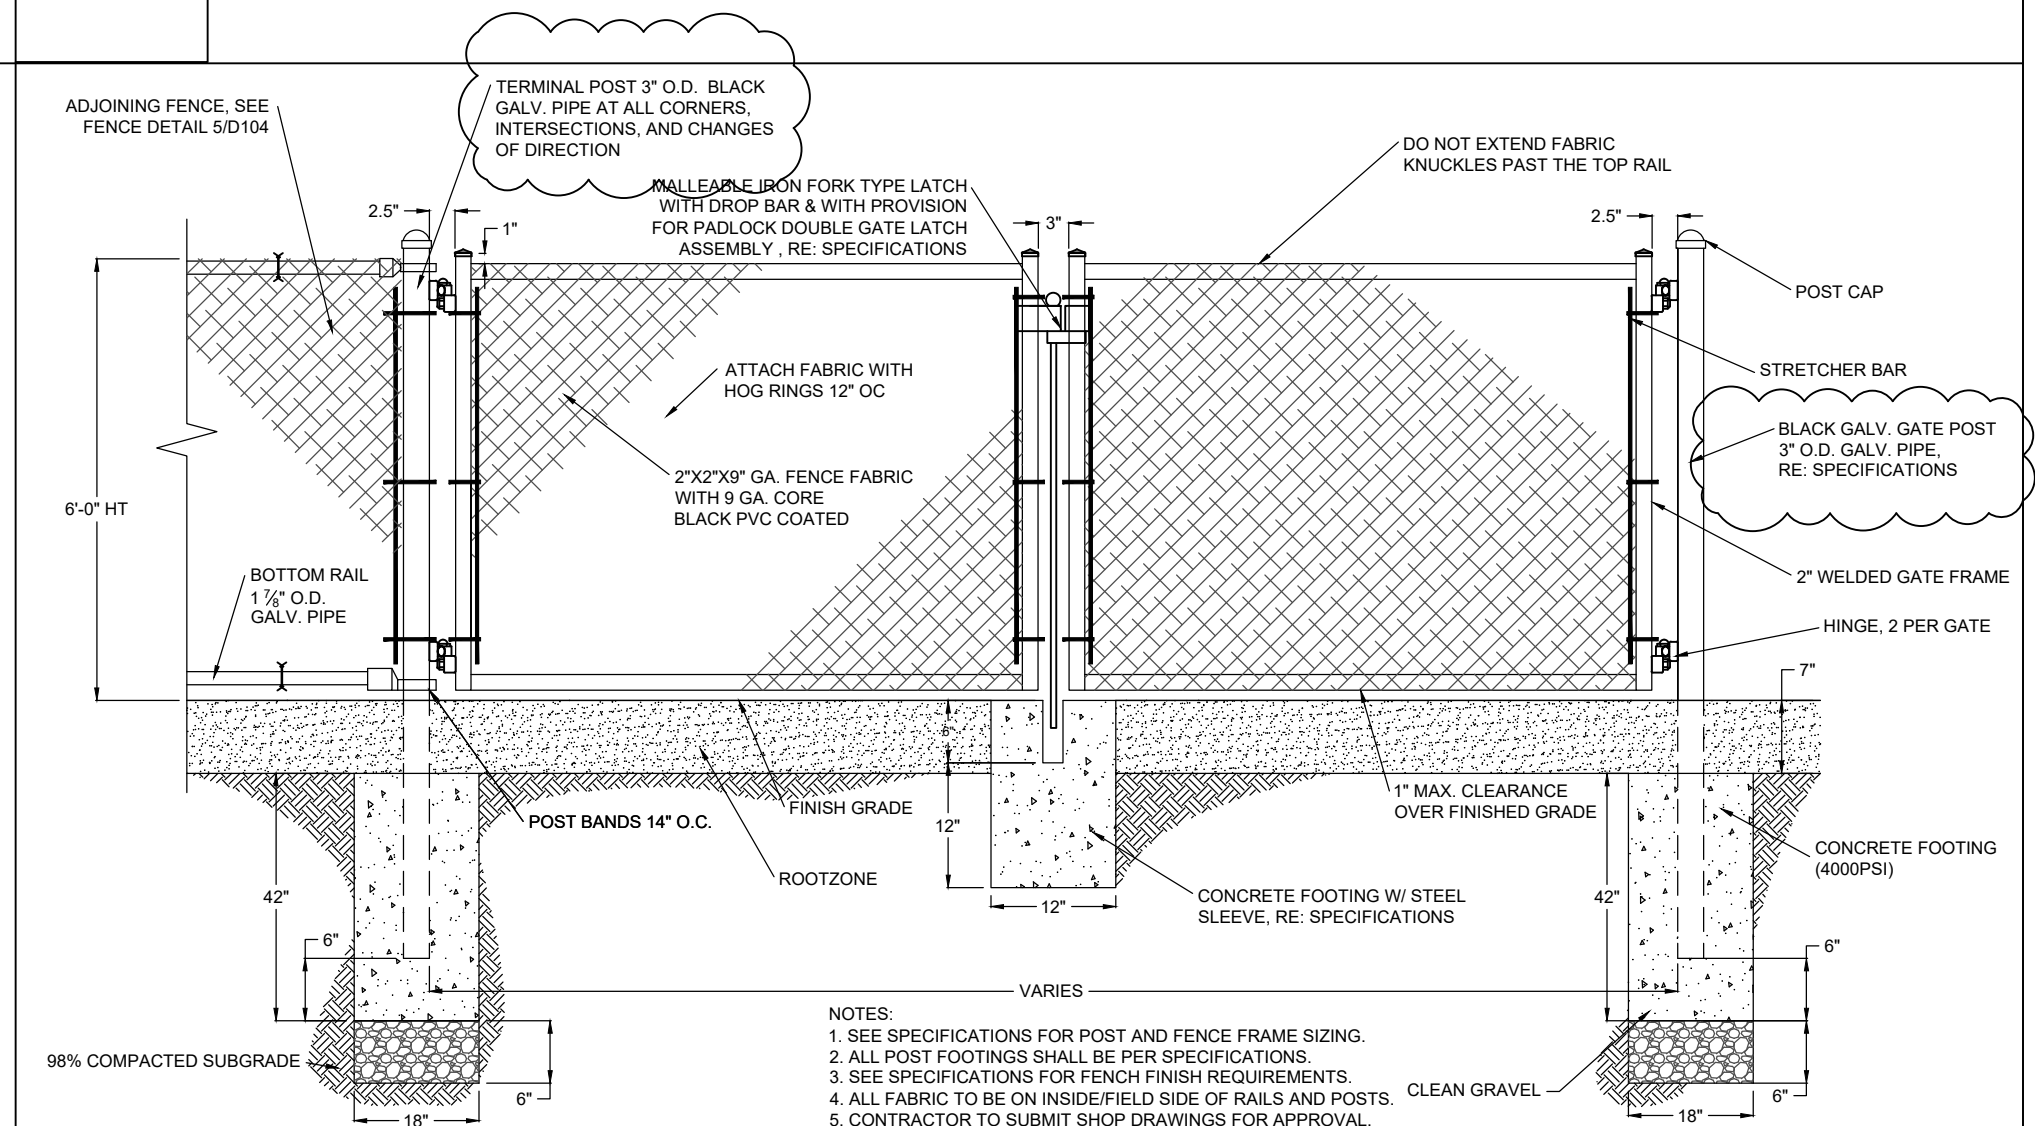 TERMINAL POST 3" O.D. BLACK
GALV. PIPE AT ALL CORNERS,
INTERSECTIONS, AND CHANGES
OF DIRECTION
ADJOINING FENCE, SEE
FENCE DETAIL 5/D104
DO NOT EXTEND FABRIC
KNUCKLES PAST THE TOP RAIL
MALLEABLE IRON FORK TYPE LATCH
WITH DROP BAR & WITH PROVISION
FOR PADLOCK DOUBLE GATE LATCH
ASSEMBLY , RE: SPECIFICATIONS
2.5"
1"
3"
2.5"
POST CAP
STRETCHER BAR
ATTACH FABRIC WITH
HOG RINGS 12" OC
BLACK GALV. GATE POST
3" O.D. GALV. PIPE,
RE: SPECIFICATIONS
2"X2"X9" GA. FENCE FABRIC
WITH 9 GA. CORE
BLACK PVC COATED
6'-0" HT
BOTTOM RAIL
1 7/8" O.D.
GALV. PIPE
2" WELDED GATE FRAME
HINGE, 2 PER GATE
7"
6"
1" MAX. CLEARANCE
OVER FINISHED GRADE
FINISH GRADE
POST BANDS 14" O.C.
12"
CONCRETE FOOTING
(4000PSI)
ROOTZONE
42"
12"
CONCRETE FOOTING W/ STEEL
SLEEVE, RE: SPECIFICATIONS
42"
6"
6"
VARIES
NOTES:
1. SEE SPECIFICATIONS FOR POST AND FENCE FRAME SIZING.
2. ALL POST FOOTINGS SHALL BE PER SPECIFICATIONS.
3. SEE SPECIFICATIONS FOR FENCH FINISH REQUIREMENTS.
4. ALL FABRIC TO BE ON INSIDE/FIELD SIDE OF RAILS AND POSTS.
5. CONTRACTOR TO SUBMIT SHOP DRAWINGS FOR APPROVAL.
98% COMPACTED SUBGRADE
CLEAN GRAVEL
6"
6"
18"
18"